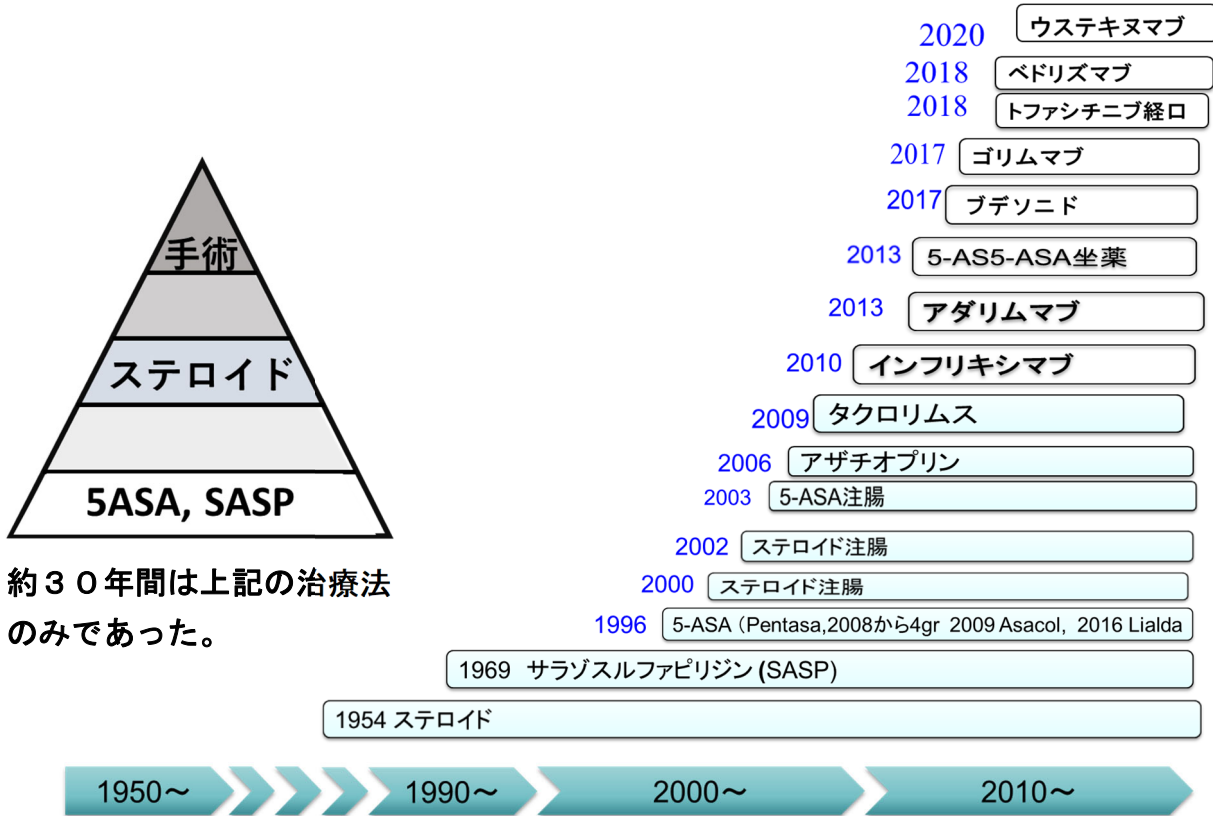 手術
ステロイド
5ASA, SASP
約３０年間は上記の治療法
のみであった。
2020 ウステキヌマブ
2018 ベドリズマブ
2018 トファシチニブ経口
2017 ゴリムマブ
2017 ブデソニド
2013 5-AS5-ASA坐薬
2013 アダリムマブ
2010 インフリキシマブ
2009 タクロリムス
2006 アザチオプリン
2003 5-ASA注腸
2002 ステロイド注腸
2000 ステロイド注腸
1996 5-ASA（Pentasa,2008から4gr 2009 Asacol, 2016 Lialda
1969 サラゾスルファピリジン (SASP)
1954 ステロイド
1950～ 1990～ 2000～ 2010～